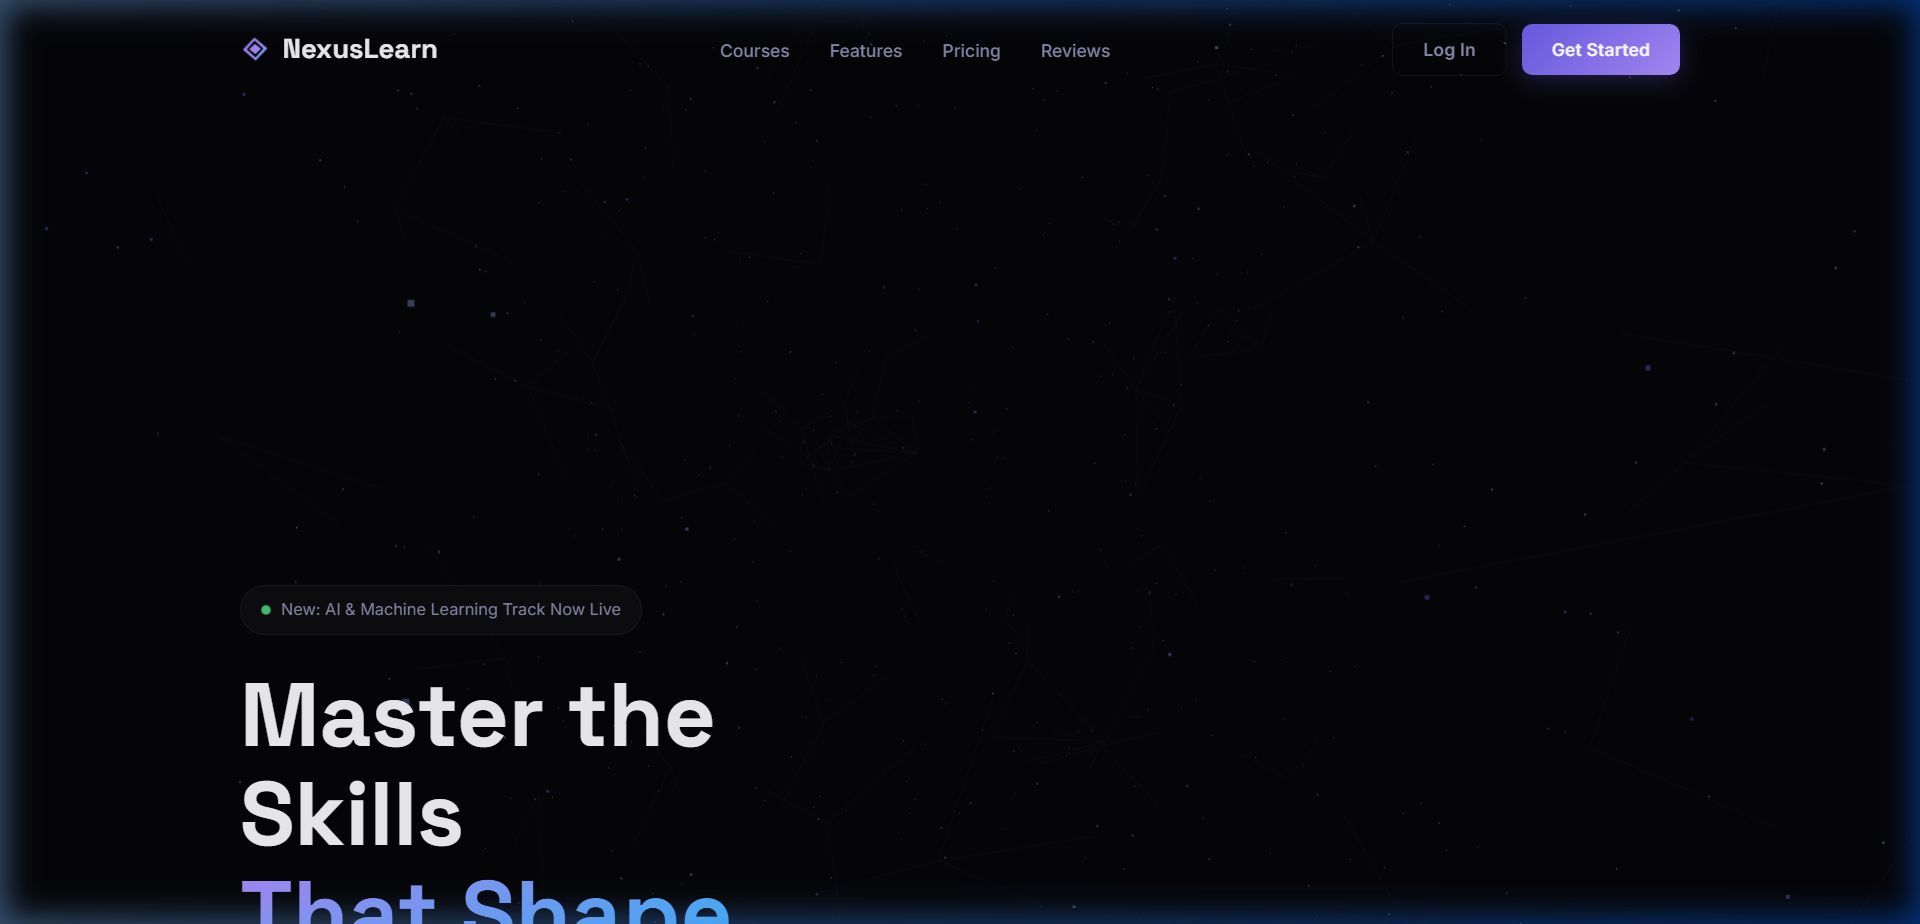 NexusLearn
Courses
Features
Pricing
Reviews
Log In
Get Started
New: AI & Machine Learning Track Now Live
Master the
Skills
That Shape